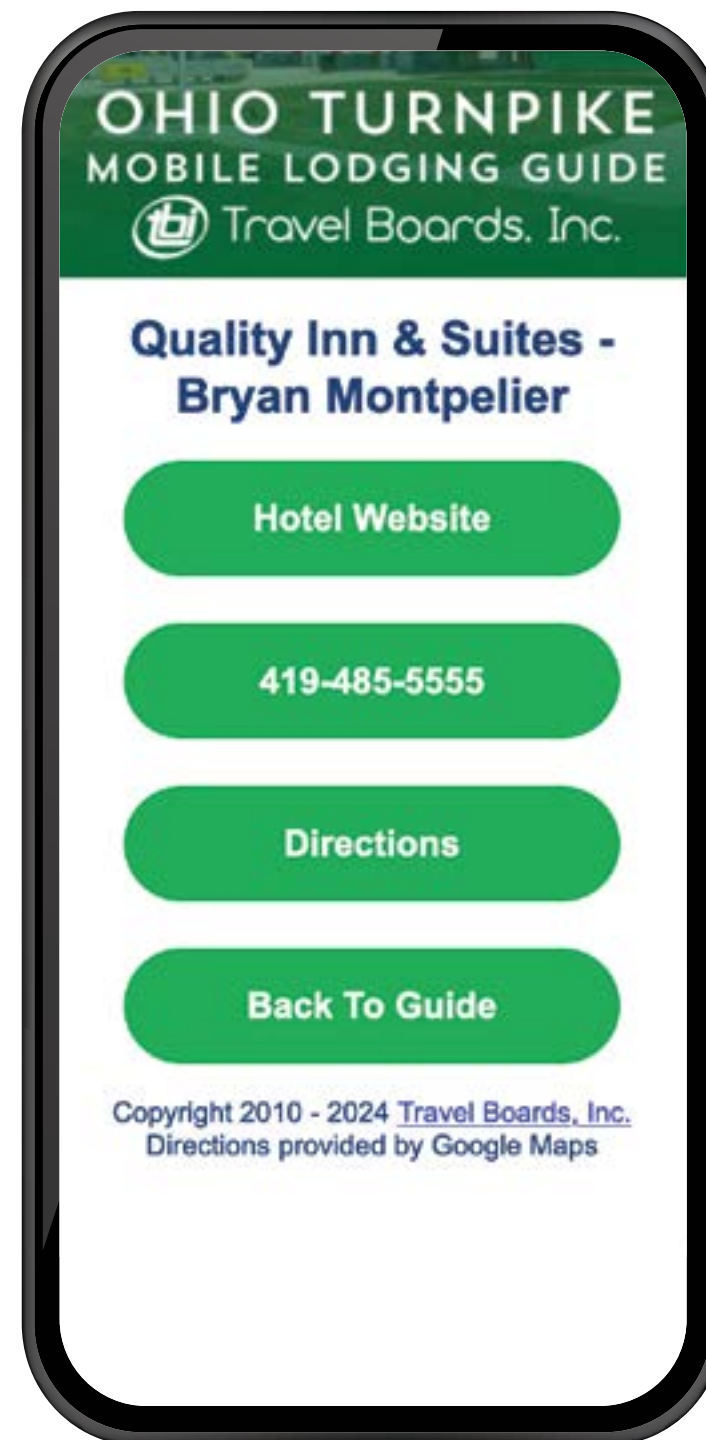 OHIO TURNPIKE
MOBILE LODGING GUIDE
tbi Travel Boards, Inc.
Quality Inn & Suites -
Bryan Montpelier
Hotel Website
419-485-5555
Directions
Back To Guide
Copyright 2010 - 2024 Travel Boards, Inc.
Directions provided by Google Maps